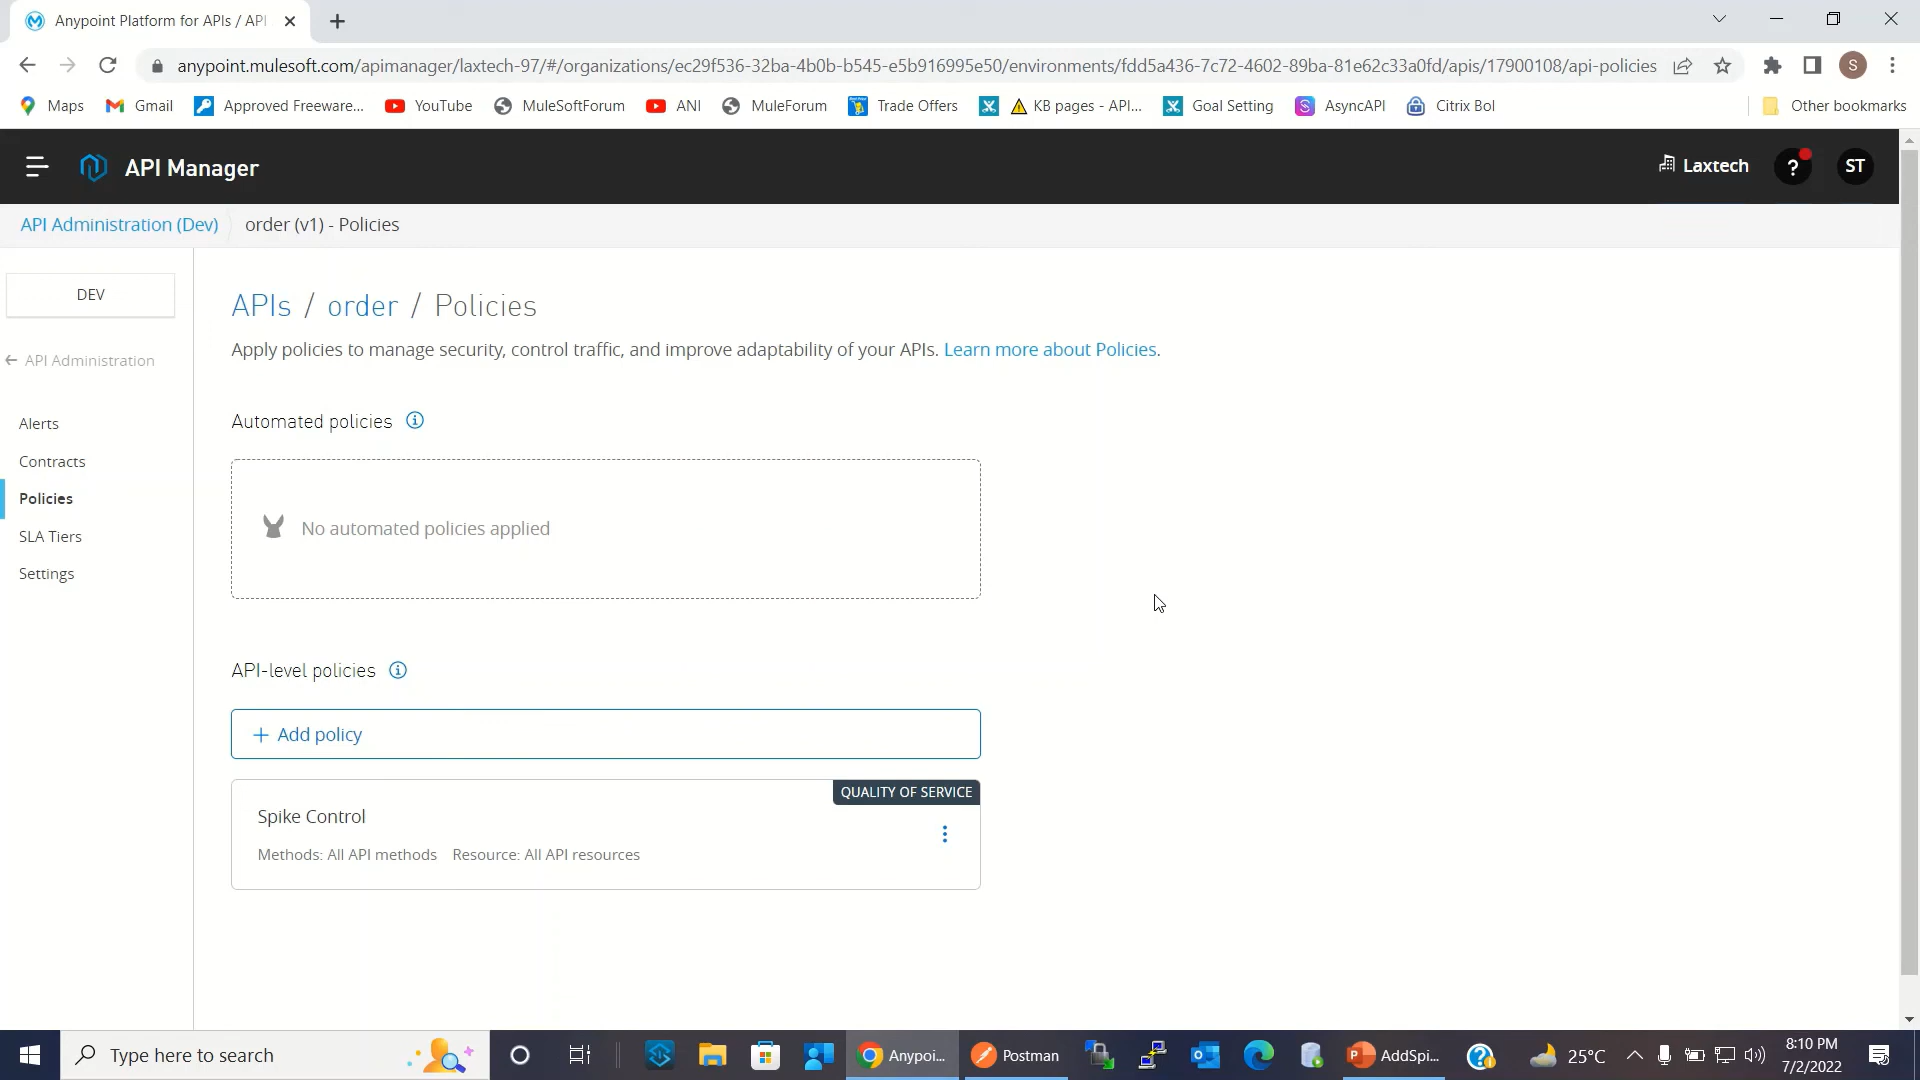 Anypoint Platform for APIs / API
anypoint.mulesoft.com/apimanager/laxtech-97/#/organizations/ec29f536-32ba-4b0b-b545-e5b916995e50/environments/fdd5a436-7c72-4602-89ba-81e62c33a0fd/apis/17900108/api-policies
S
Maps Gmail Approved Freeware... YouTube MuleSoftForum ANI MuleForum Trade Offers KB pages - API... Goal Setting AsyncAPI Citrix Bol Other bookmarks
API Manager
Laxtech
?
ST
API Administration (Dev) order (v1) - Policies
DEV
API Administration
Alerts
Contracts
Policies
SLA Tiers
Settings
APIs / order / Policies
Apply policies to manage security, control traffic, and improve adaptability of your APIs. Learn more about Policies.
Automated policies
No automated policies applied
API-level policies
+ Add policy
QUALITY OF SERVICE
Spike Control
Methods: All API methods Resource: All API resources
Type here to search
Anypoi...
Postman
AddSpi...
25°C
8:10 PM
7/2/2022